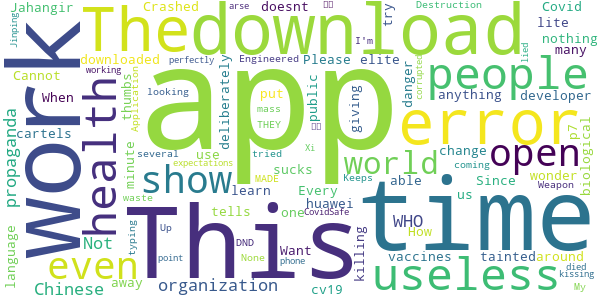 Jahangir
Crashed
arse
doesnt
try
Covid
Destruction
Jinping
The
download
I'm
lite
nothing
Cannot
downloaded
Engineered
perfectly
Please
elite
lied
many
work
When
working
thumbs
Application
looking
deliberately
app
put
public
giving
danger
corrupted
people
anything
developer
propaganda
cartels
health
mass
THEY
error
p7
biological
minute
several
use
tried
Xi
world
change
open
Not
expectations
sucks
Keeps
able
coming
wonder
even
show
learn
MADE
Every
huawei
Since
us
Weapon
waste
This
time
tells
one
CovidSafe
WHO
How
My
language
typing
Up
DND
Want
killing
vaccines
tainted
around
Chinese
away
point
None
phone
useless
died
kissing
organization
cv19